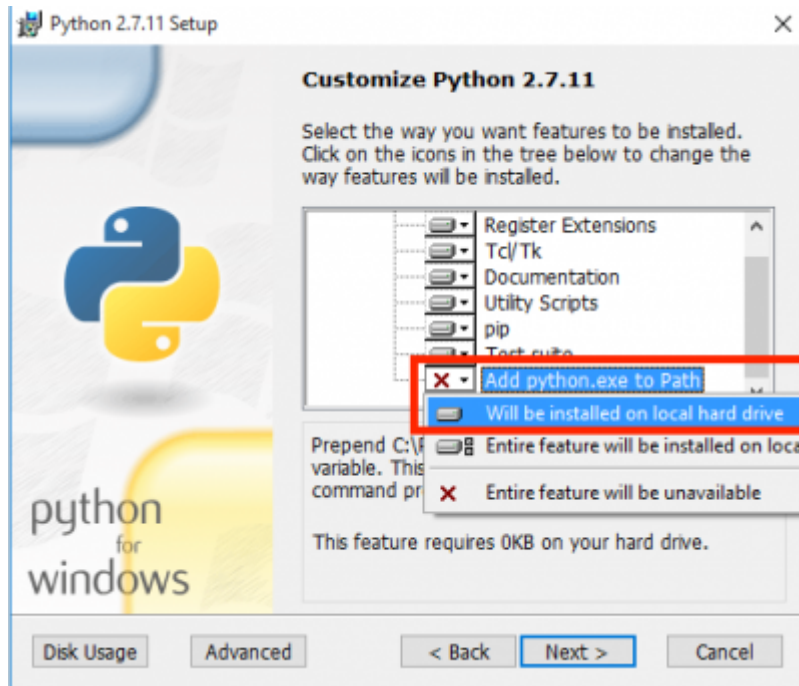 Python 2.7.11 Setup
Customize Python 2.7.11
Select the way you want features to be installed.
Click on the icons in the tree below to change the
way features will be installed.
Register Extensions
Tcl/Tk
Documentation
Utility Scripts
pip
Test suite
Add python.exe to Path
Will be installed on local hard drive
Entire feature will be installed on loca
Entire feature will be unavailable
Prepend C:\
variable. This
command pr
This feature requires 0KB on your hard drive.
python
for
windows
Disk Usage
Advanced
< Back
Next >
Cancel